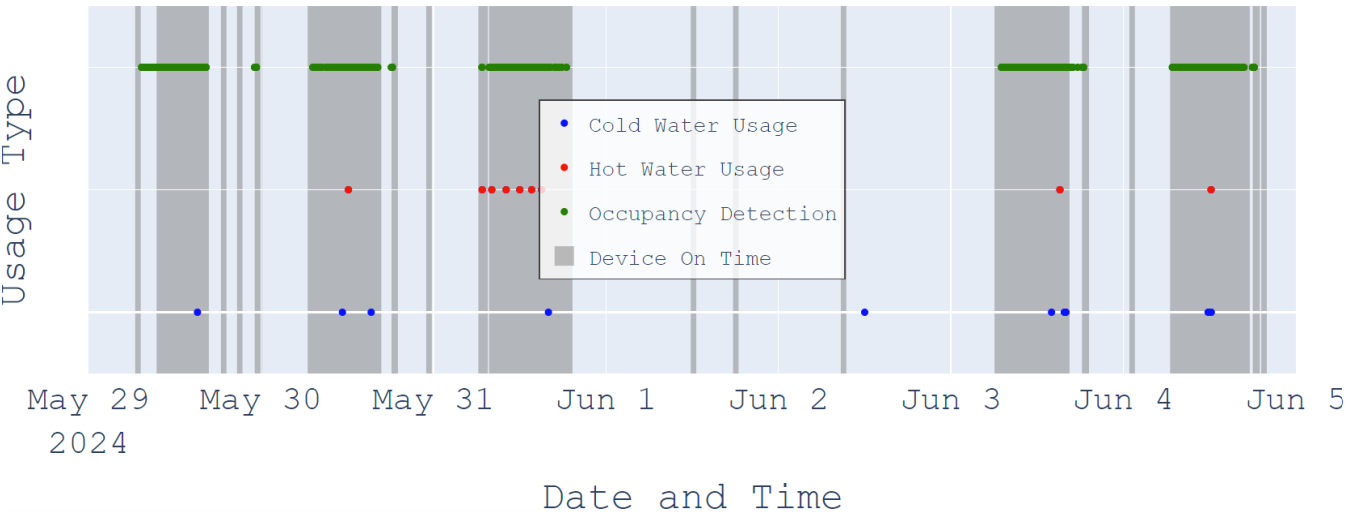 Usage Type
Cold Water Usage
Hot Water Usage
Occupancy Detection
Device On Time
May 29 May 30 May 31 Jun 1 Jun 2 Jun 3 Jun 4 Jun 5
2024
Date and Time